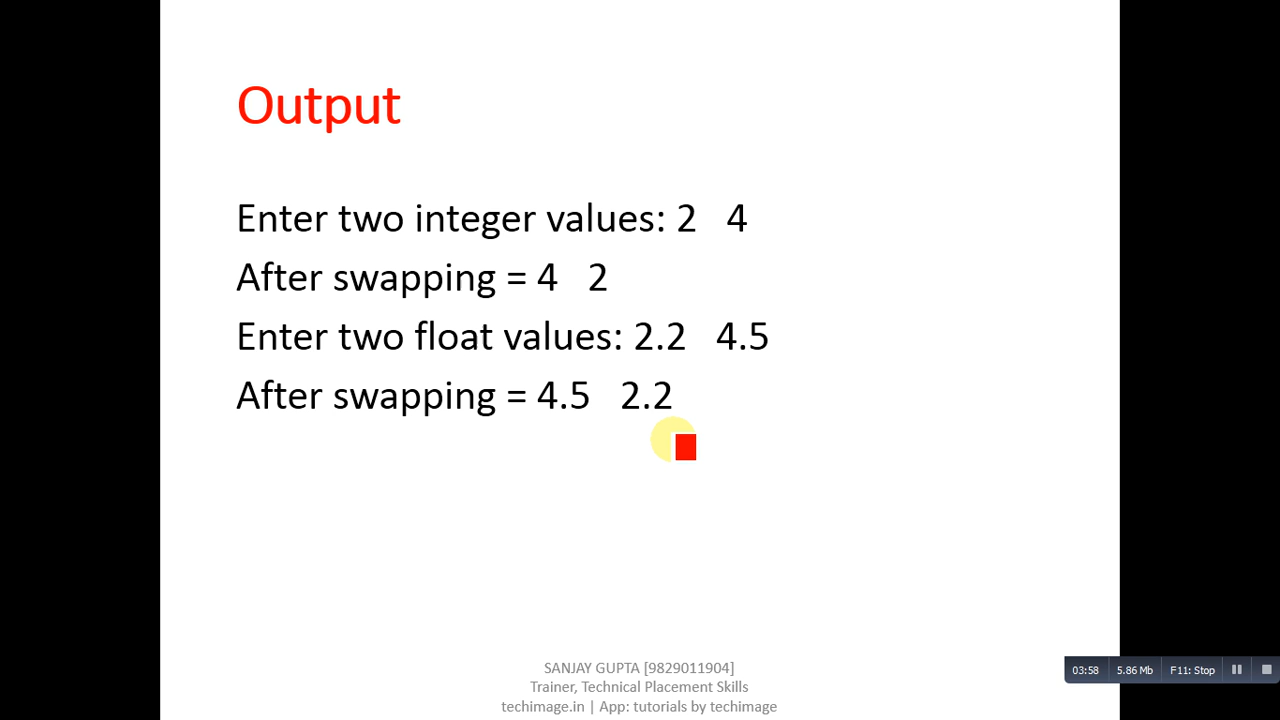 Output
Enter two integer values: 2 4
After swapping = 4 2
Enter two float values: 2.2 4.5
After swapping = 4.5 2.2
SANJAY GUPTA [9829011904]
Trainer, Technical Placement Skills
techimage.in | App: tutorials by techimage
03:58 5.86 Mb F11: Stop